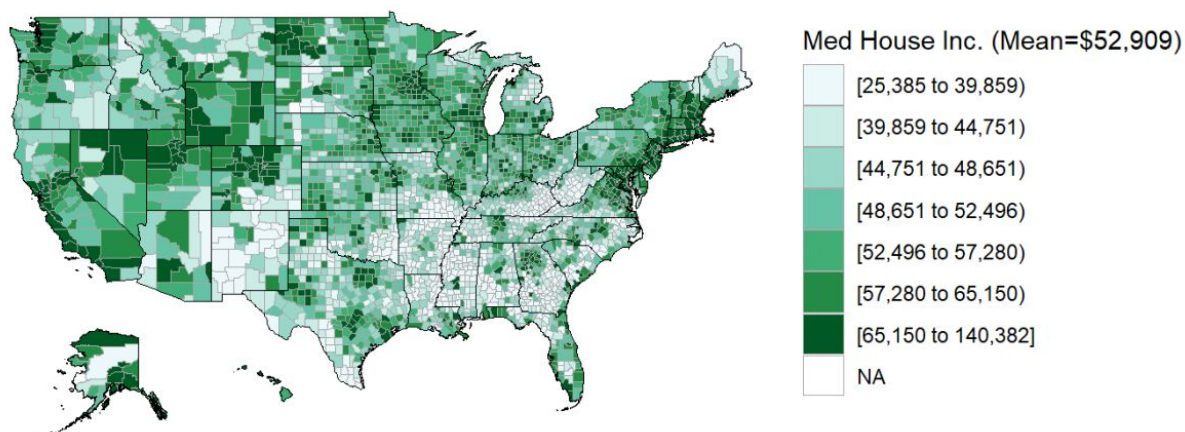 Med House Inc. (Mean=$52,909)
[25,385 to 39,859)
[39,859 to 44,751)
[44,751 to 48,651)
[48,651 to 52,496)
[52,496 to 57,280)
[57,280 to 65,150)
[65,150 to 140,382]
NA